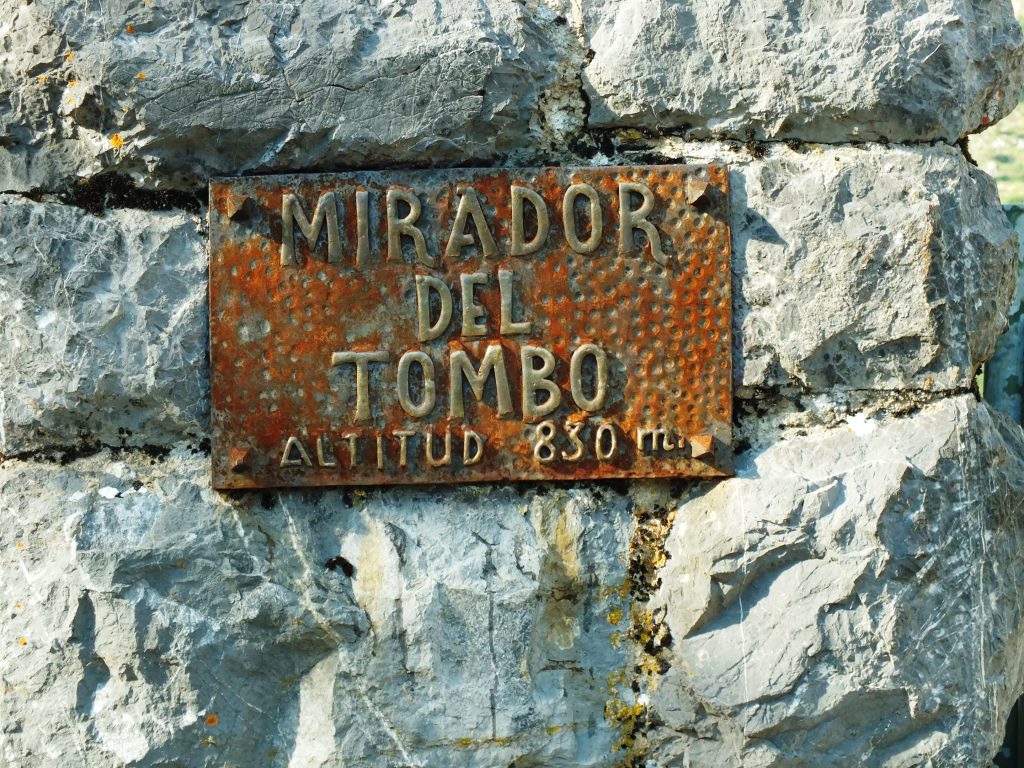 MIRADOR
DEL
TOMBO
ALTITUD 830 m.